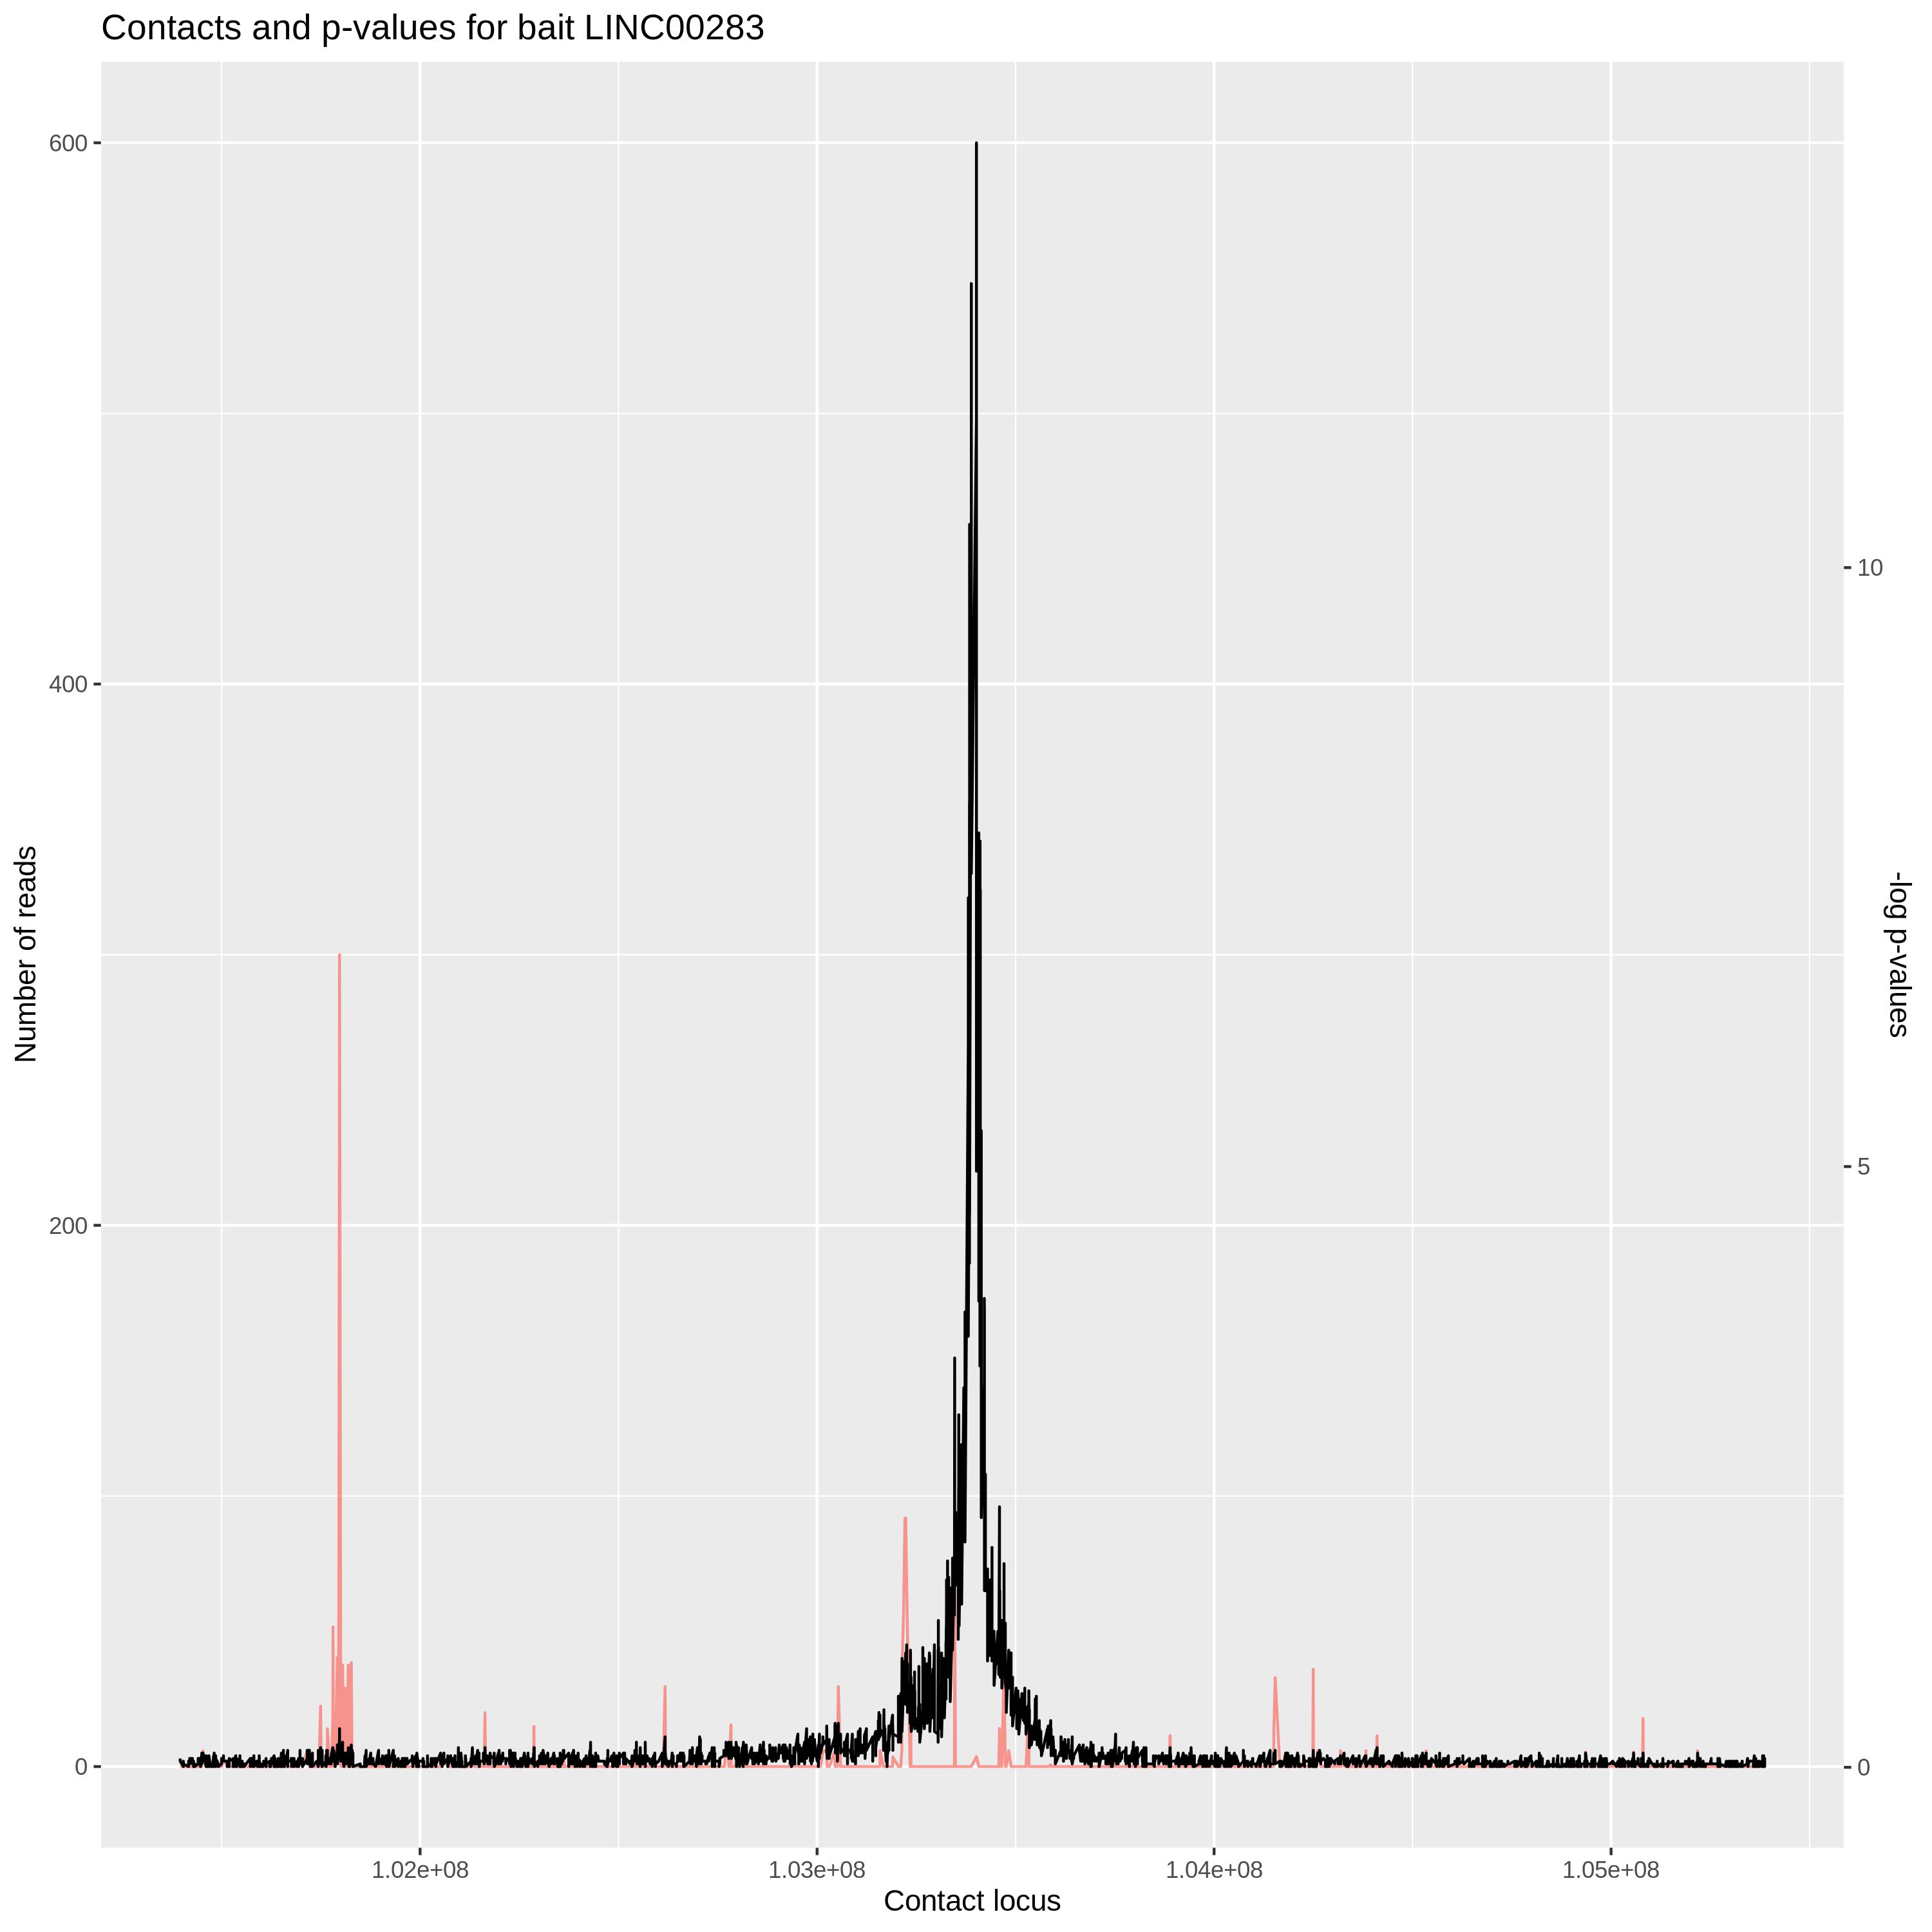 Contacts and p-values for bait LINC00283
600
400
200
0
Number of reads
10
5
0
-log p-values
1.02e+08
1.03e+08
1.04e+08
1.05e+08
Contact locus